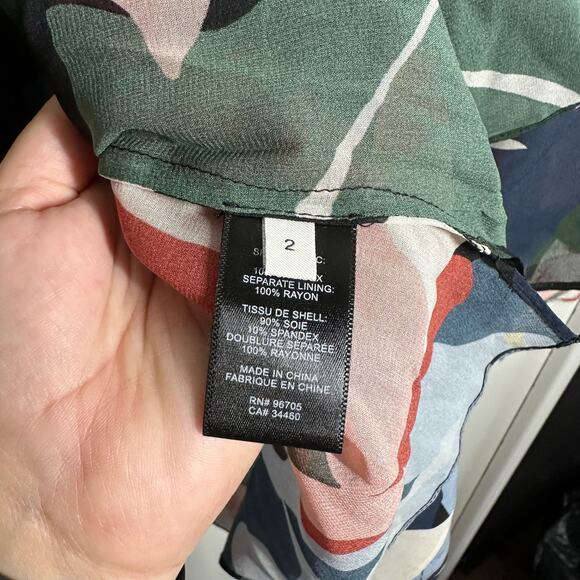 2
SEPARATE LINING:
100% RAYON
TISSU DE SHELL:
90% SOIE
10% SPANDEX
DOUBLURE SÉPARÉE
100% RAYONNE
MADE IN CHINA
FABRIQUE EN CHINE
RN# 96705
CA# 34460